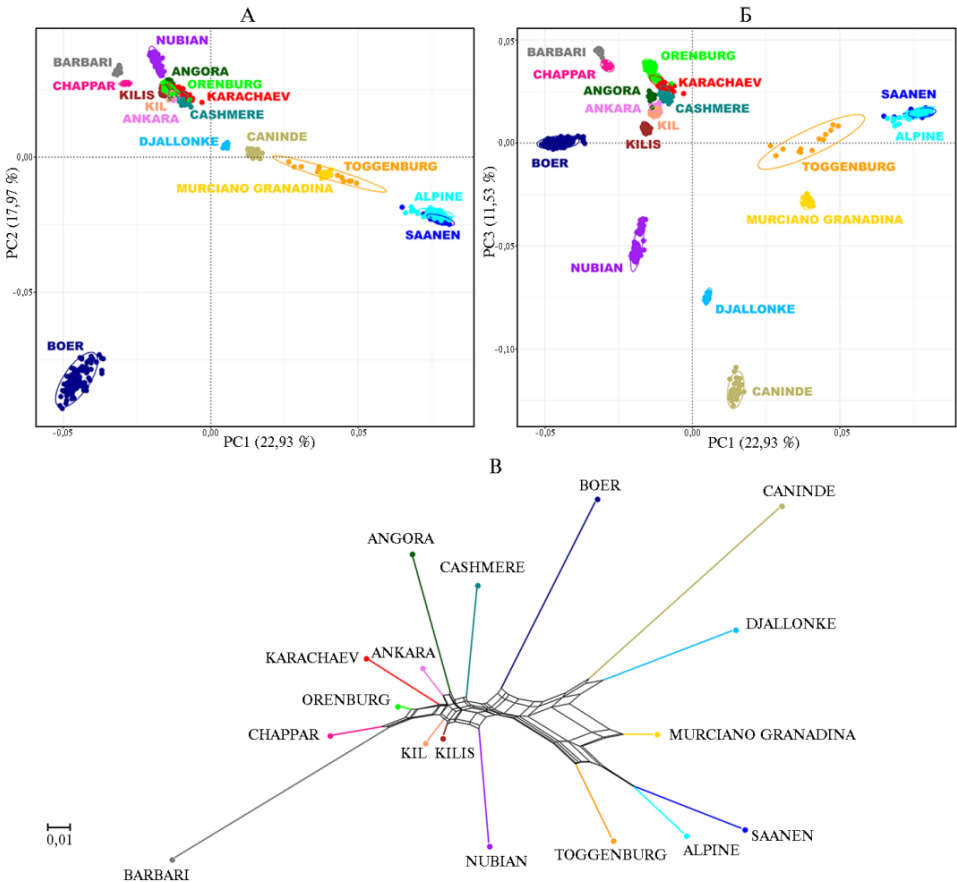 А
NUBIAN
BARBARI
CHAPPAR
ANGORA
ORENBURG
KILIS
KARACHAEV
KIL
ANKARA
CASHMERE
DJALLONKE
CANINDE
TOGGENBURG
MURCIANO GRANADINA
ALPINE
SAANEN
BOER
PC2 (17,97 %)
0,00
-0,05
-0,05
0,00
0,05
PC1 (22,93 %)
Б
BARBARI
ORENBURG
CHAPPAR
KARACHAEV
ANGORA
SAANEN
ANKARA
CASHMERE
KIL
ALPINE
KILIS
BOER
TOGGENBURG
MURCIANO GRANADINA
NUBIAN
DJALLONKE
CANINDE
PC3 (11,53 %)
0,05
0,00
-0,05
-0,10
-0,05
0,00
0,05
PC1 (22,93 %)
В
BOER
CANINDE
ANGORA
CASHMERE
DJALLONKE
KARACHAEV
ANKARA
ORENBURG
CHAPPAR
KIL
KILIS
MURCIANO GRANADINA
0,01
BARBARI
NUBIAN
TOGGENBURG
ALPINE
SAANEN